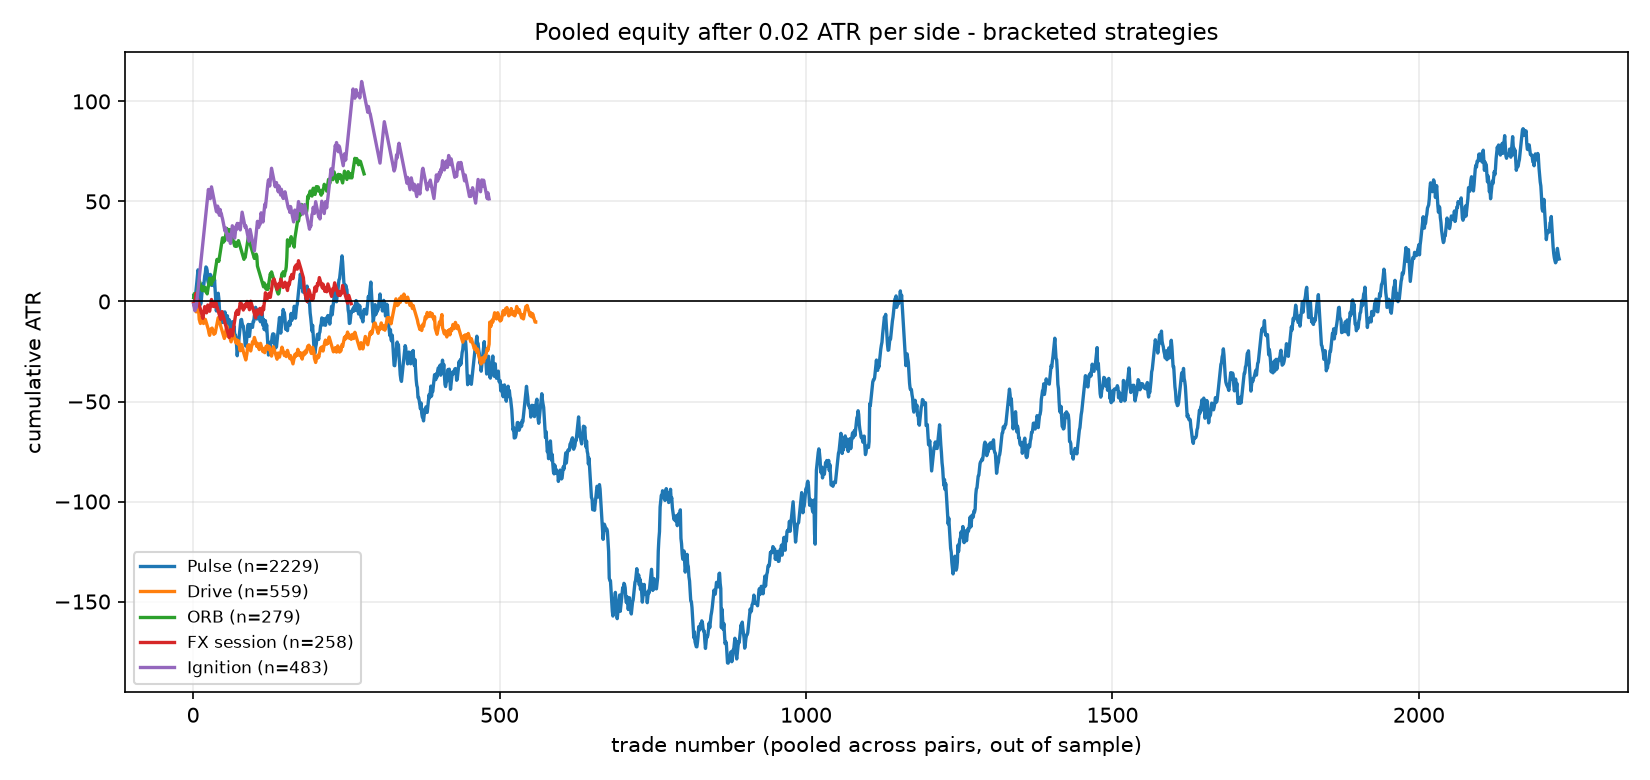 Pooled equity after 0.02 ATR per side - bracketed strategies
cumulative ATR
100
50
0
−50
−100
−150
Pulse (n=2229)
Drive (n=559)
ORB (n=279)
FX session (n=258)
Ignition (n=483)
0 500 1000 1500 2000
trade number (pooled across pairs, out of sample)